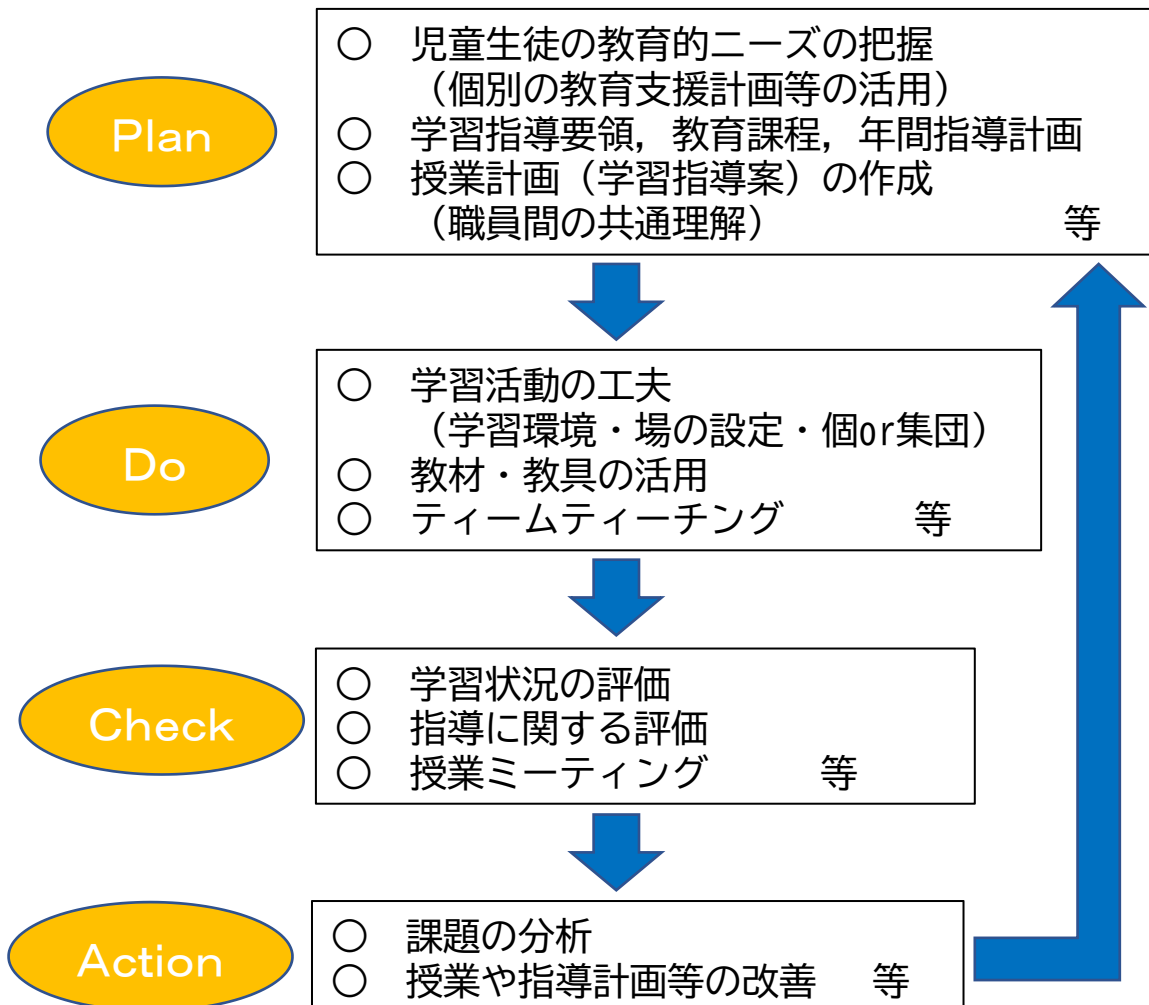 Plan
○ 児童生徒の教育的ニーズの把握
（個別の教育支援計画等の活用）
○ 学習指導要領，教育課程，年間指導計画
○ 授業計画（学習指導案）の作成
（職員間の共通理解） 等
Do
○ 学習活動の工夫
（学習環境・場の設定・個or集団）
○ 教材・教具の活用
○ ティームティーチング 等
Check
○ 学習状況の評価
○ 指導に関する評価
○ 授業ミーティング 等
Action
○ 課題の分析
○ 授業や指導計画等の改善 等